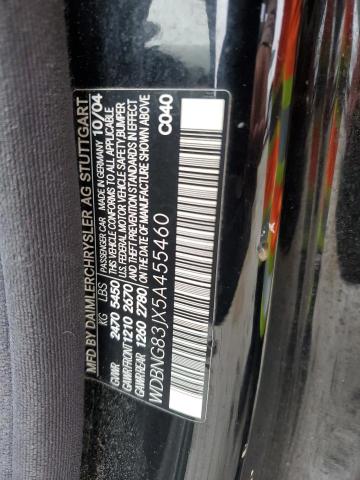 MFD BY DAIMLERCHRYSLER AG STUTTGART
PASSENGER CAR MADE IN GERMANY 10/04
KG LBS THIS VEHICLE CONFORMS TO ALL APPLICABLE
GVWR 2470 5450 U.S. FEDERAL MOTOR VEHICLE SAFETY, BUMPER
GAWR FRONT 1210 2670 AND THEFT PREVENTION STANDARDS IN EFFECT
GAWR REAR 1260 2780 ON THE DATE OF MANUFACTURE SHOWN ABOVE
WDBNG83JX5A455460 C040